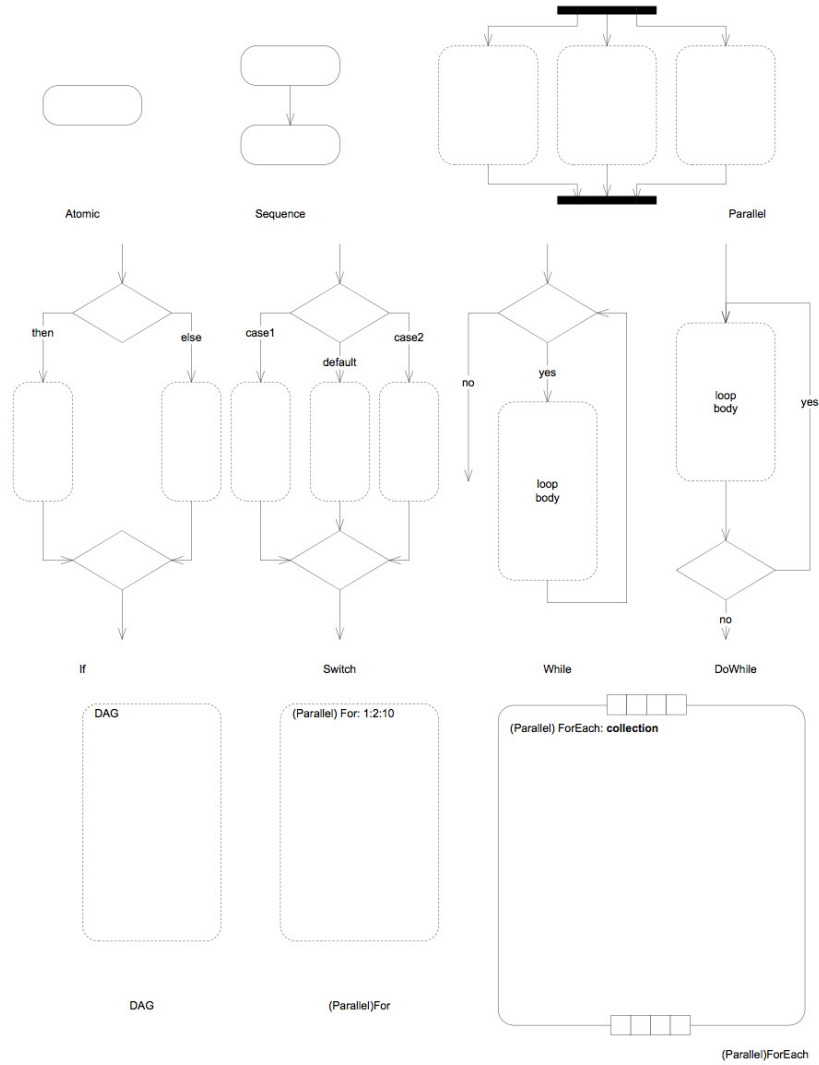 Atomic
Sequence
Parallel
then
else
case1
default
case2
no
yes
loop
body
loop
body
yes
no
If
Switch
While
DoWhile
DAG
(Parallel) For: 1:2:10
(Parallel) ForEach: collection
DAG
(Parallel)For
(Parallel)ForEach